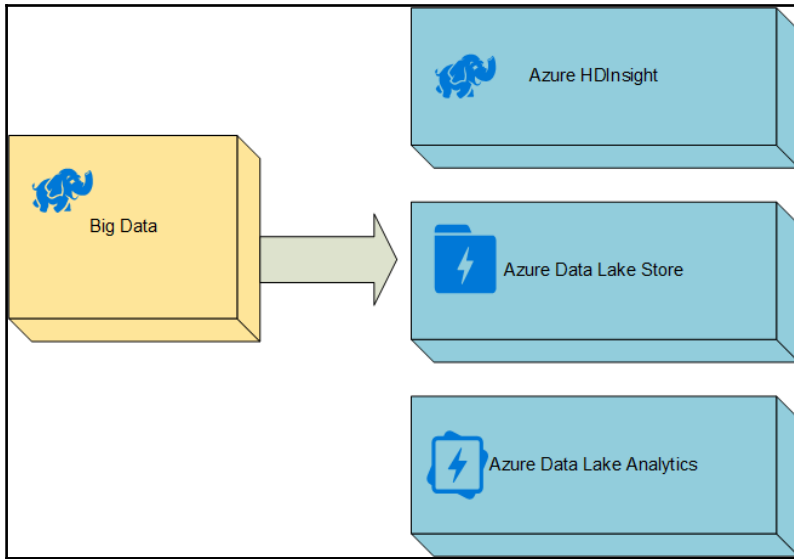 Azure HDInsight
Big Data
Azure Data Lake Store
Azure Data Lake Analytics